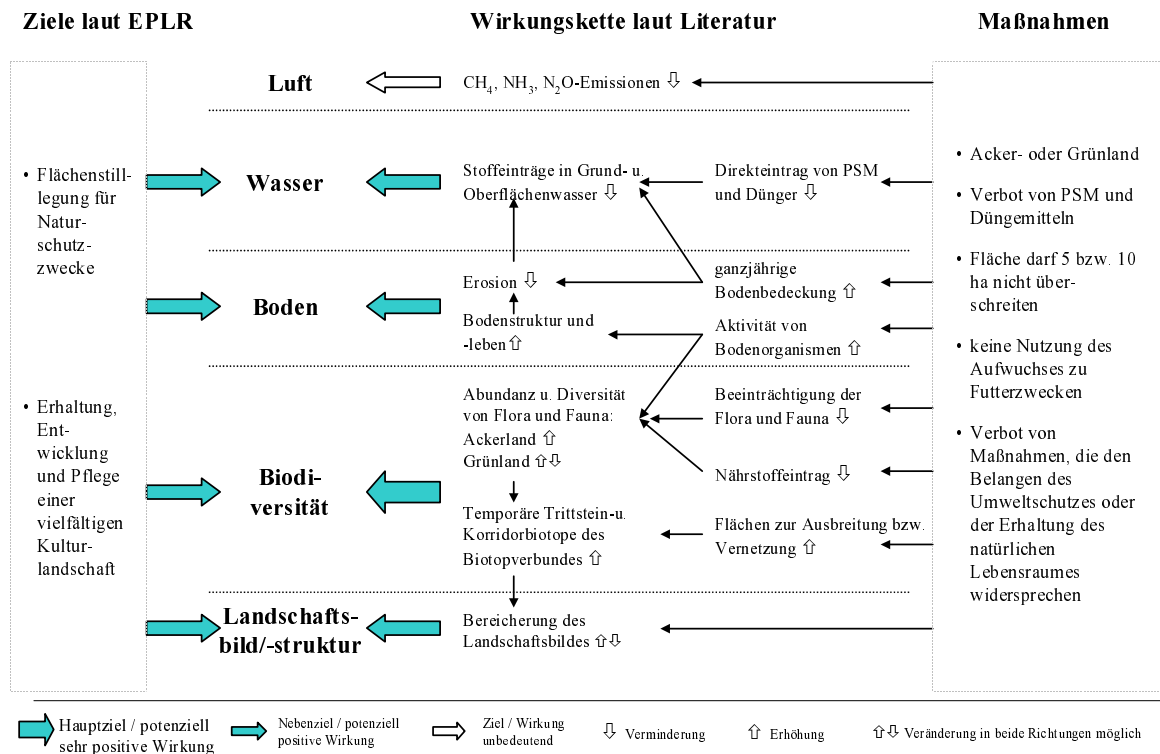 Ziele laut EPLR
Wirkungskette laut Literatur
Maßnahmen
• Flächenstill-
legung für
Natur-
schutz-
zwecke
• Erhaltung,
Ent-
wicklung
und Pflege
einer
vielfältigen
Kultur-
landschaft
Luft
CH4, NH3, N2O-Emissionen ⇩
Wasser
Stoffeinträge in Grund- u.
Oberflächenwasser ⇩
Direkteintrag von PSM
und Dünger ⇩
Boden
Erosion ⇩
ganzjährige
Bodenbedeckung ⇧
Bodenstruktur und
-leben ⇧
Aktivität von
Bodenorganismen ⇧
Biodi-
versität
Abundanz u. Diversität
von Flora und Fauna:
Ackerland ⇧
Grünland ⇧⇩
Beeinträchtigung der
Flora und Fauna ⇩
Nährstoffeintrag ⇩
Temporäre Trittstein-u.
Korridorbiotope des
Biotopverbundes ⇧
Flächen zur Ausbreitung bzw.
Vernetzung ⇧
Landschafts-
bild/-struktur
Bereicherung des
Landschaftsbildes ⇧⇩
• Acker- oder Grünland
• Verbot von PSM und
Düngemitteln
• Fläche darf 5 bzw. 10
ha nicht über-
schreiten
• keine Nutzung des
Aufwuchses zu
Futterzwecken
• Verbot von
Maßnahmen, die den
Belangen des
Umweltschutzes oder
der Erhaltung des
natürlichen
Lebensraumes
widersprechen
Hauptziel / potenziell
sehr positive Wirkung
Nebenziel / potenziell
positive Wirkung
Ziel / Wirkung
unbedeutend
⇩ Verminderung
⇧ Erhöhung
⇧⇩ Veränderung in beide Richtungen möglich